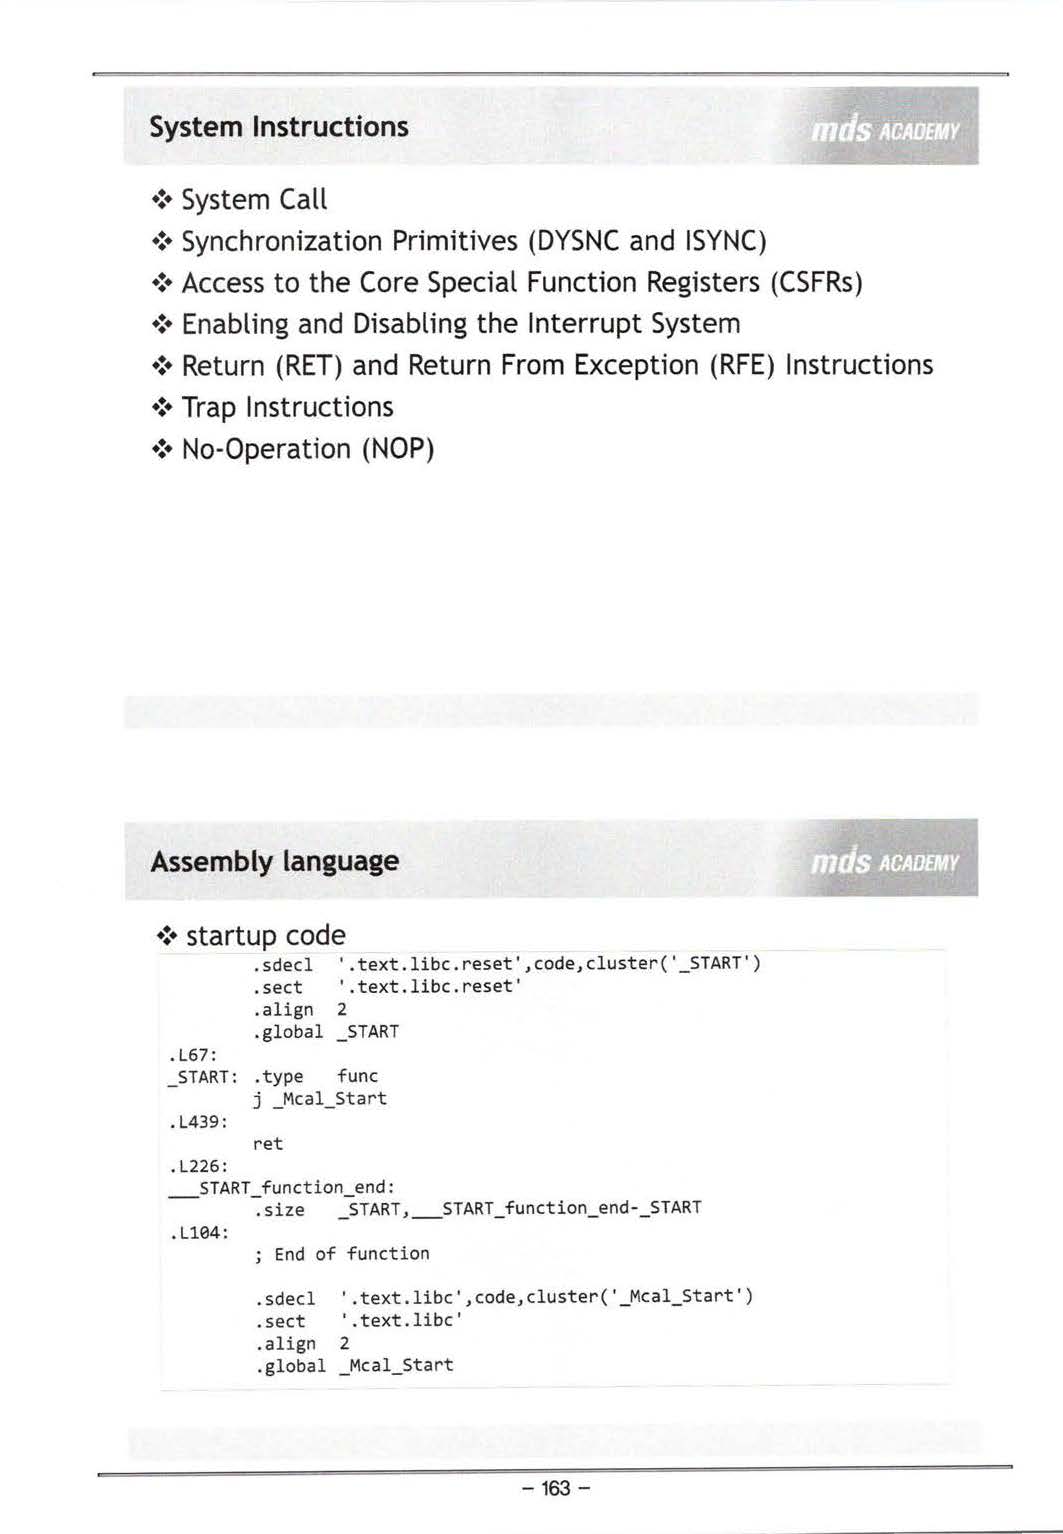 System Instructions
mds ACADEMY
System Call
Synchronization Primitives (DYSNC and ISYNC)
Access to the Core Special Function Registers (CSFRs)
Enabling and Disabling the Interrupt System
Return (RET) and Return From Exception (RFE) Instructions
Trap Instructions
No-Operation (NOP)
Assembly language
mds ACADEMY
startup code
.sdecl '.text.libc.reset',code,cluster('_START')
.sect '.text.libc.reset'
.align 2
.global _START
.L67:
_START: .type func
j _Mcal_Start
.L439:
ret
.L226:
___START_function_end:
.size _START,___START_function_end-_START
.L104:
; End of function
.sdecl '.text.libc',code,cluster('_Mcal_Start')
.sect '.text.libc'
.align 2
.global _Mcal_Start
- 163 -